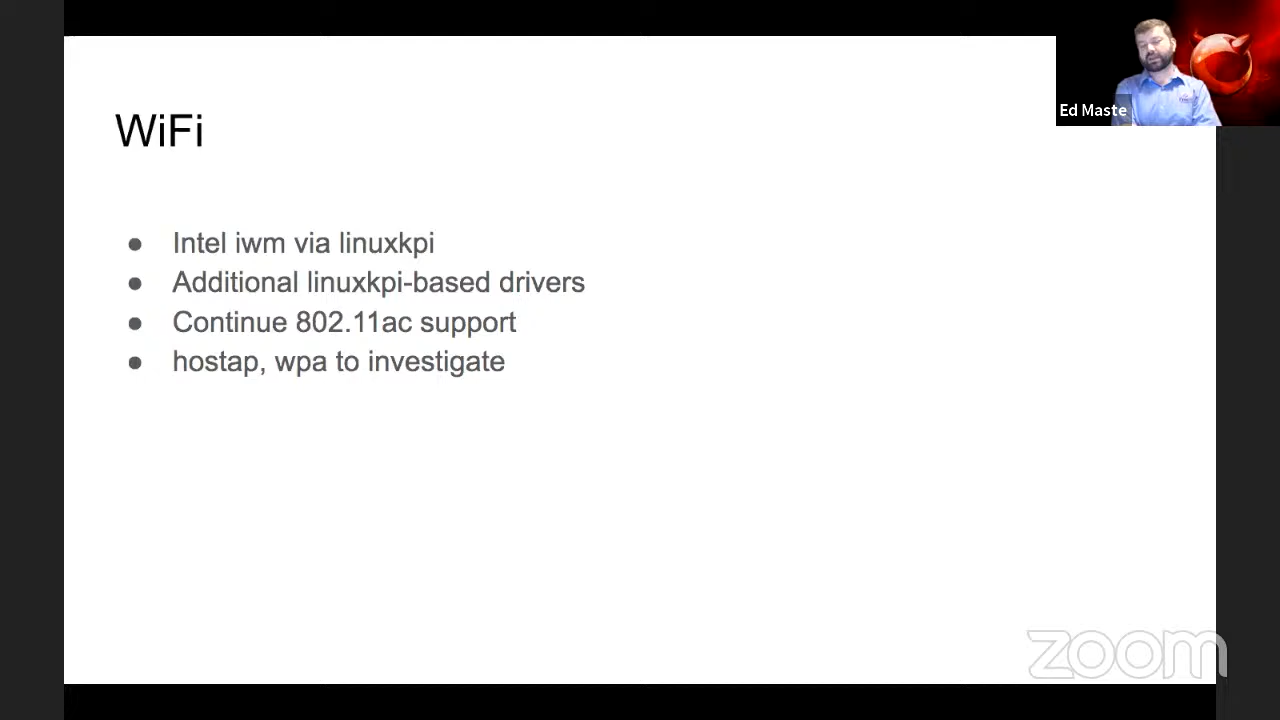 Ed Maste
WiFi
● Intel iwm via linuxkpi
● Additional linuxkpi-based drivers
● Continue 802.11ac support
● hostap, wpa to investigate
zoom